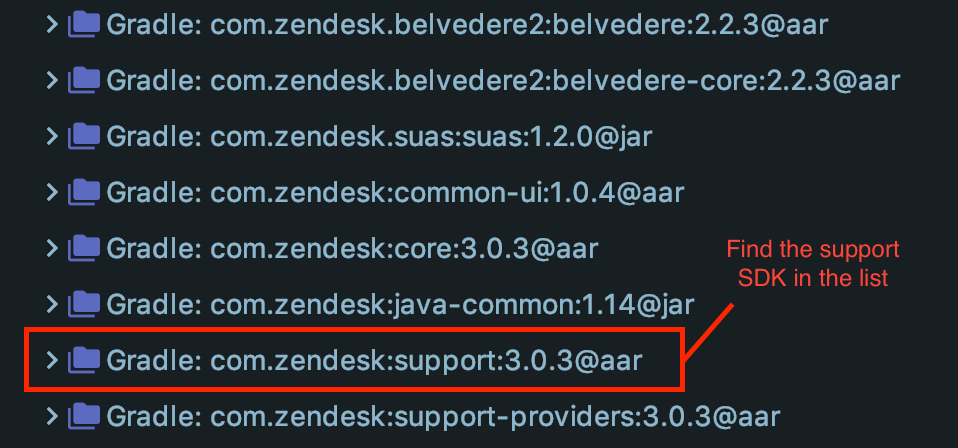 Gradle: com.zendesk.belvedere2:belvedere:2.2.3@aar
Gradle: com.zendesk.belvedere2:belvedere-core:2.2.3@aar
Gradle: com.zendesk.suas:suas:1.2.0@jar
Gradle: com.zendesk:common-ui:1.0.4@aar
Gradle: com.zendesk:core:3.0.3@aar
Find the support
SDK in the list
Gradle: com.zendesk:java-common:1.14@jar
Gradle: com.zendesk:support:3.0.3@aar
Gradle: com.zendesk:support-providers:3.0.3@aar